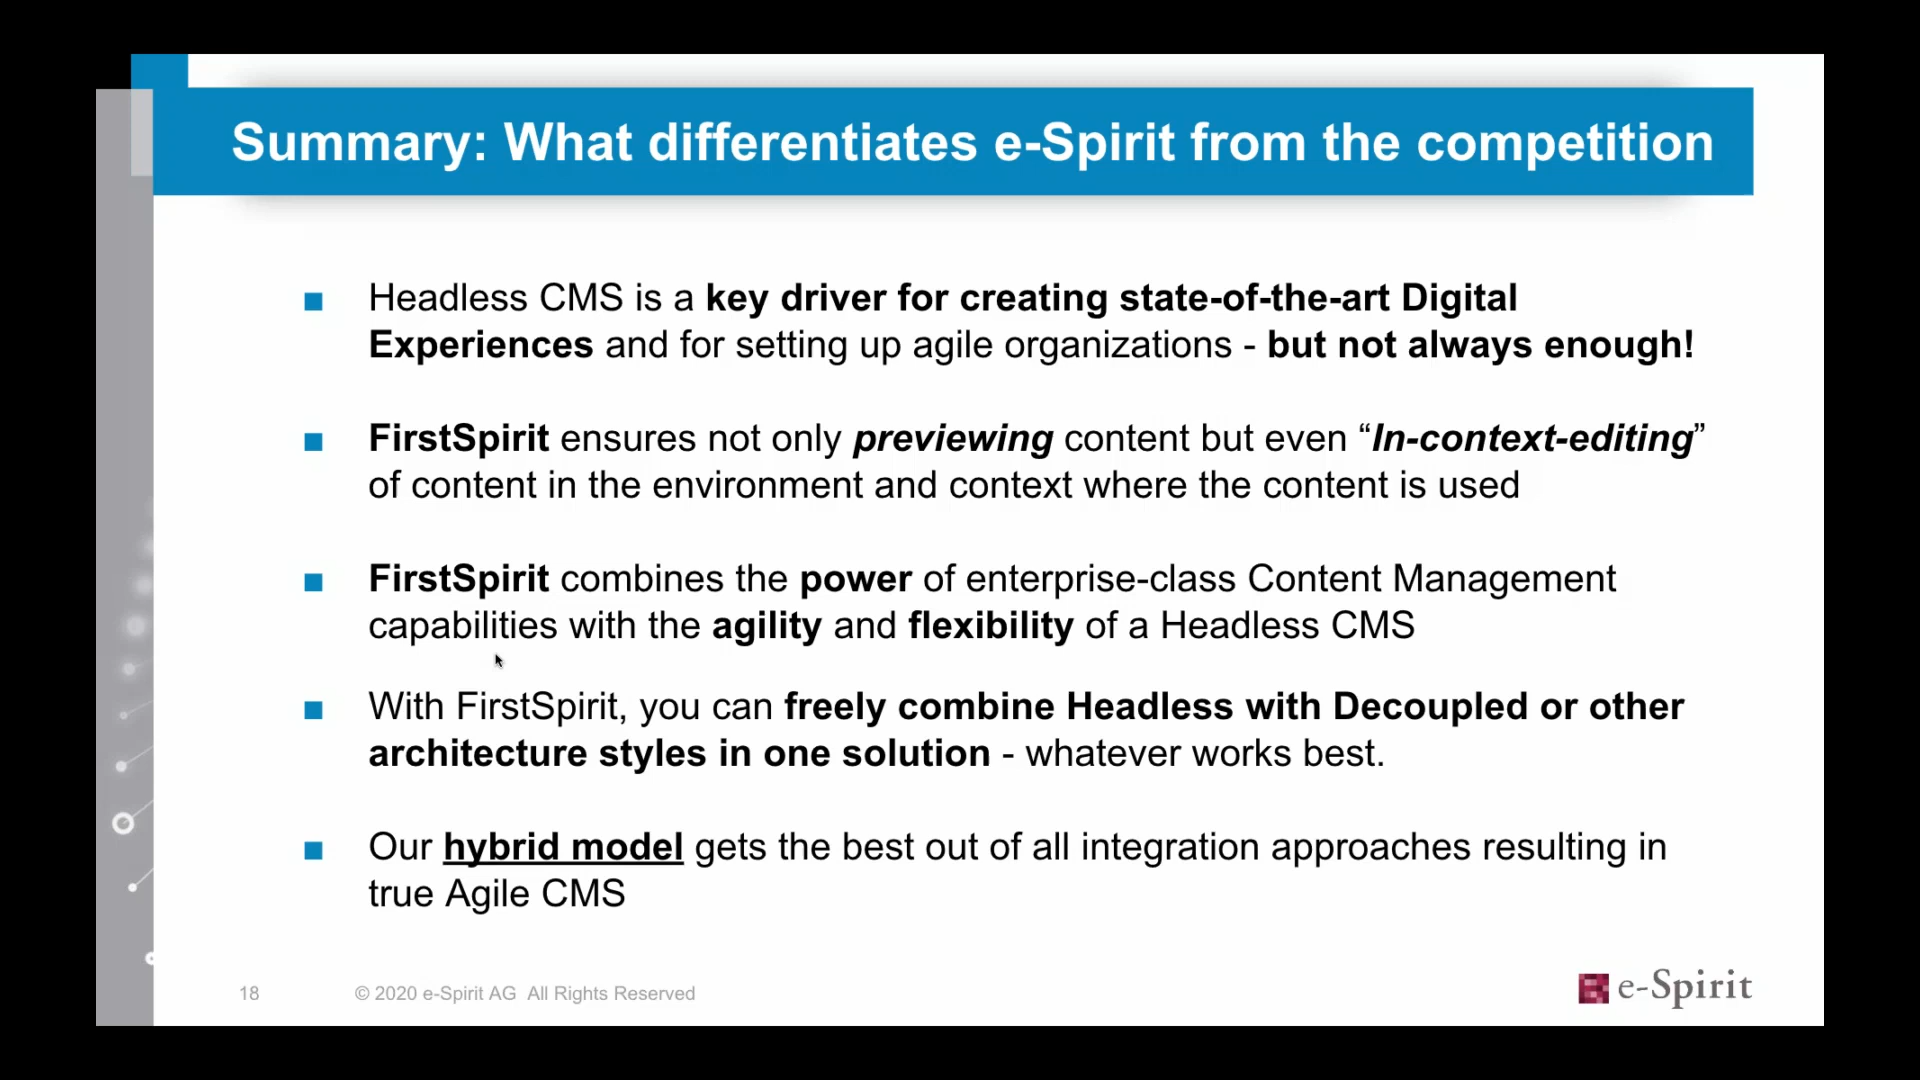 Summary: What differentiates e-Spirit from the competition
■ Headless CMS is a key driver for creating state-of-the-art Digital
Experiences and for setting up agile organizations - but not always enough!
■ FirstSpirit ensures not only previewing content but even “In-context-editing”
of content in the environment and context where the content is used
■ FirstSpirit combines the power of enterprise-class Content Management
capabilities with the agility and flexibility of a Headless CMS
■ With FirstSpirit, you can freely combine Headless with Decoupled or other
architecture styles in one solution - whatever works best.
■ Our hybrid model gets the best out of all integration approaches resulting in
true Agile CMS
18 © 2020 e-Spirit AG All Rights Reserved
e-Spirit